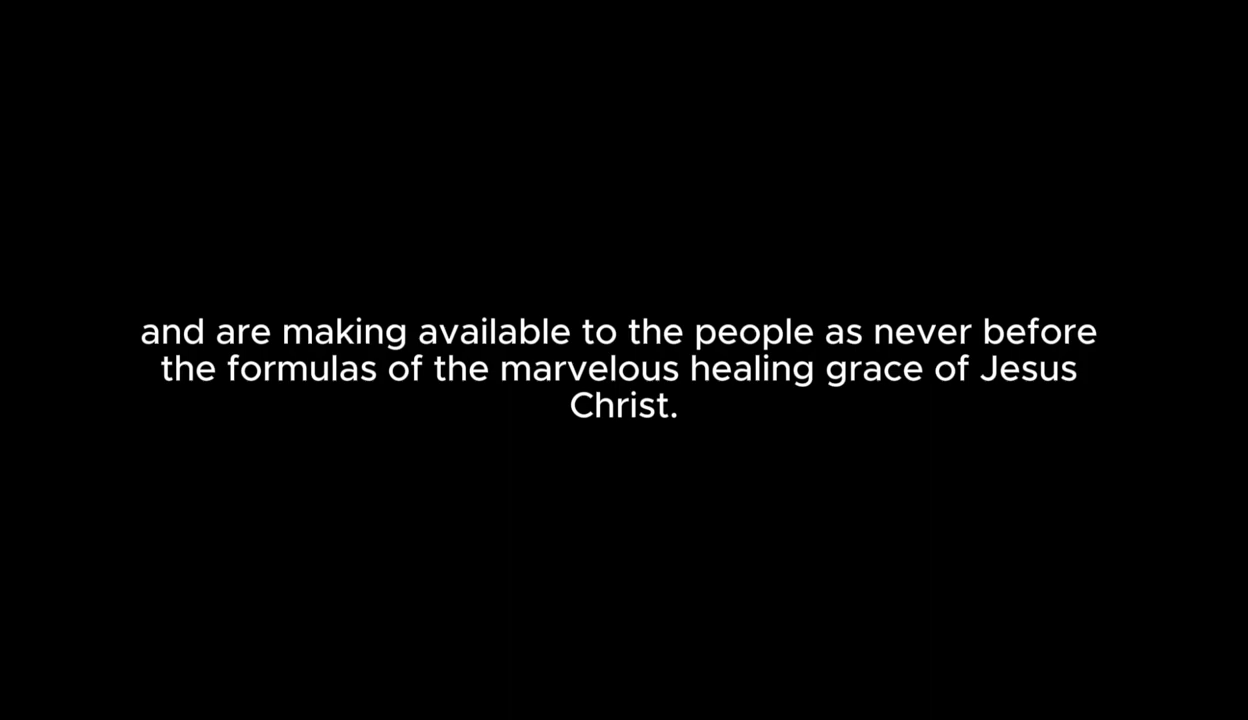 and are making available to the people as never before
the formulas of the marvelous healing grace of Jesus
Christ.